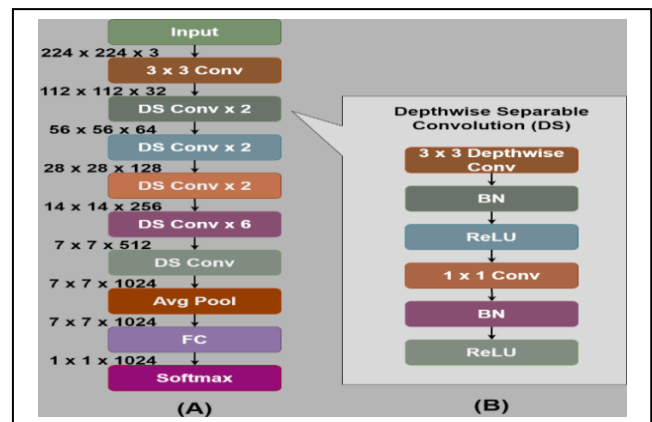 Input
224 x 224 x 3
3 x 3 Conv
112 x 112 x 32
DS Conv x 2
56 x 56 x 64
DS Conv x 2
28 x 28 x 128
DS Conv x 2
14 x 14 x 256
DS Conv x 6
7 x 7 x 512
DS Conv
7 x 7 x 1024
Avg Pool
7 x 7 x 1024
FC
1 x 1 x 1024
Softmax
(A)
Depthwise Separable
Convolution (DS)
3 x 3 Depthwise
Conv
BN
ReLU
1 x 1 Conv
BN
ReLU
(B)